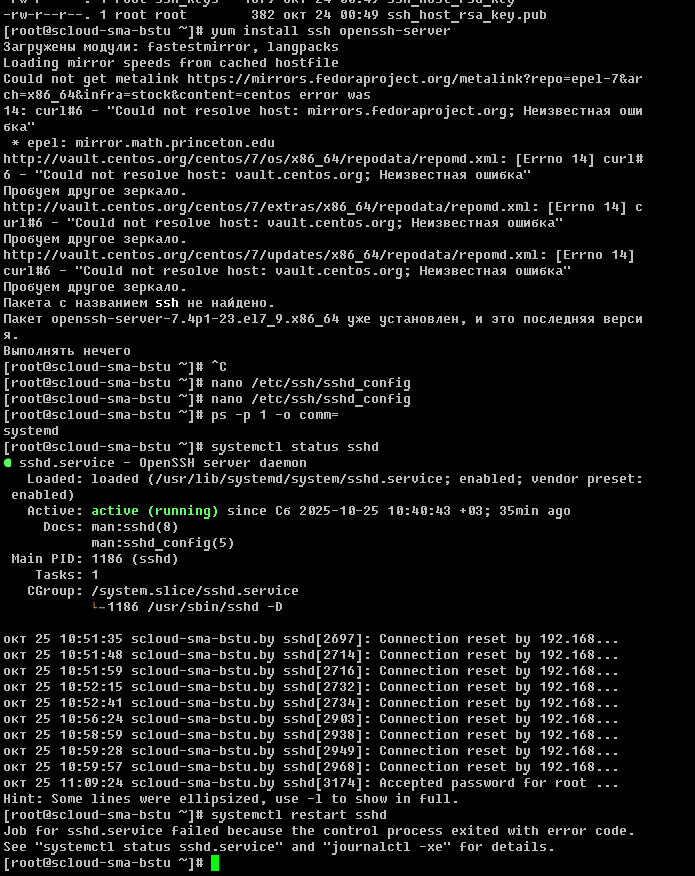 -rw-r--r--. 1 root root        382 окт 24 00:49 ssh_host_rsa_key.pub
[root@scloud-sma-bstu ~]# yum install ssh openssh-server
Загружены модули: fastestmirror, langpacks
Loading mirror speeds from cached hostfile
Could not get metalink https://mirrors.fedoraproject.org/metalink?repo=epel-7&ar
ch=x86_64&infra=stock&content=centos error was
14: curl#6 - "Could not resolve host: mirrors.fedoraproject.org; Неизвестная оши
бка"
 * epel: mirror.math.princeton.edu
http://vault.centos.org/centos/7/os/x86_64/repodata/repomd.xml: [Errno 14] curl#
6 - "Could not resolve host: vault.centos.org; Неизвестная ошибка"
Пробуем другое зеркало.
http://vault.centos.org/centos/7/extras/x86_64/repodata/repomd.xml: [Errno 14] c
url#6 - "Could not resolve host: vault.centos.org; Неизвестная ошибка"
Пробуем другое зеркало.
http://vault.centos.org/centos/7/updates/x86_64/repodata/repomd.xml: [Errno 14]
curl#6 - "Could not resolve host: vault.centos.org; Неизвестная ошибка"
Пробуем другое зеркало.
Пакета с названием ssh не найдено.
Пакет openssh-server-7.4p1-23.el7_9.x86_64 уже установлен, и это последняя верси
я.
Выполнять нечего
[root@scloud-sma-bstu ~]# ^C
[root@scloud-sma-bstu ~]# nano /etc/ssh/sshd_config
[root@scloud-sma-bstu ~]# nano /etc/ssh/sshd_config
[root@scloud-sma-bstu ~]# ps -p 1 -o comm=
systemd
[root@scloud-sma-bstu ~]# systemctl status sshd
● sshd.service - OpenSSH server daemon
   Loaded: loaded (/usr/lib/systemd/system/sshd.service; enabled; vendor preset:
 enabled)
   Active: active (running) since Сб 2025-10-25 10:40:43 +03; 35min ago
     Docs: man:sshd(8)
           man:sshd_config(5)
 Main PID: 1186 (sshd)
    Tasks: 1
   CGroup: /system.slice/sshd.service
           └─1186 /usr/sbin/sshd -D
окт 25 10:51:35 scloud-sma-bstu.by sshd[2697]: Connection reset by 192.168...
окт 25 10:51:48 scloud-sma-bstu.by sshd[2714]: Connection reset by 192.168...
окт 25 10:51:59 scloud-sma-bstu.by sshd[2716]: Connection reset by 192.168...
окт 25 10:52:15 scloud-sma-bstu.by sshd[2732]: Connection reset by 192.168...
окт 25 10:52:41 scloud-sma-bstu.by sshd[2734]: Connection reset by 192.168...
окт 25 10:56:24 scloud-sma-bstu.by sshd[2903]: Connection reset by 192.168...
окт 25 10:58:59 scloud-sma-bstu.by sshd[2938]: Connection reset by 192.168...
окт 25 10:59:28 scloud-sma-bstu.by sshd[2949]: Connection reset by 192.168...
окт 25 10:59:57 scloud-sma-bstu.by sshd[2968]: Connection reset by 192.168...
окт 25 11:09:24 scloud-sma-bstu.by sshd[3174]: Accepted password for root ...
Hint: Some lines were ellipsized, use -l to show in full.
[root@scloud-sma-bstu ~]# systemctl restart sshd
Job for sshd.service failed because the control process exited with error code.
See "systemctl status sshd.service" and "journalctl -xe" for details.
[root@scloud-sma-bstu ~]#